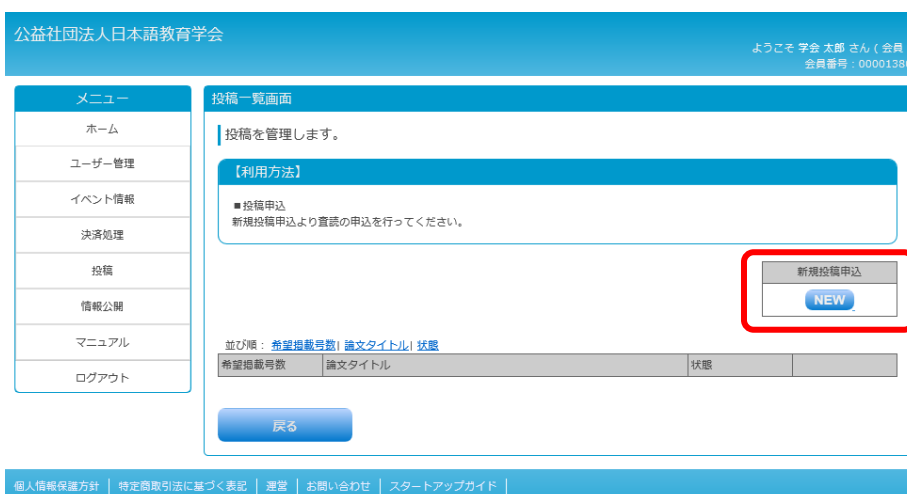 公益社団法人日本語教育学会
ようこそ 学会 太郎 さん ( 会員
会員番号 : 00001380
メニュー
ホーム
ユーザー管理
イベント情報
決済処理
投稿
情報公開
マニュアル
ログアウト
投稿一覧画面
投稿を管理します。
【利用方法】
■投稿申込
新規投稿申込より査読の申込を行ってください。
新規投稿申込
NEW
並び順： 希望掲載号数| 論文タイトル| 状態
希望掲載号数 論文タイトル 状態
戻る
個人情報保護方針 | 特定商取引法に基づく表記 | 運営 | お問い合わせ | スタートアップガイド |